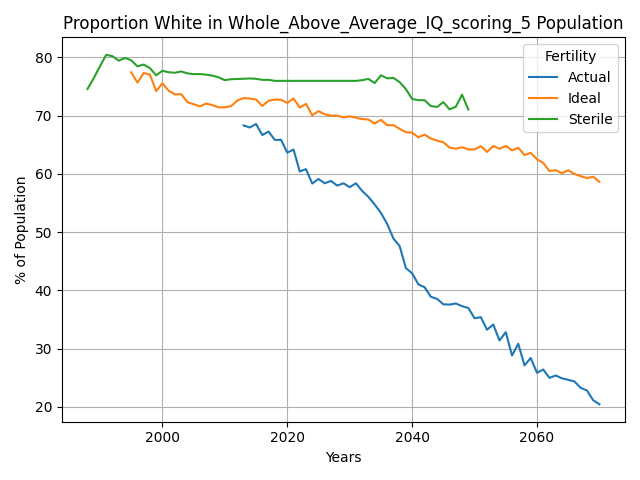 Proportion White in Whole_Above_Average_IQ_scoring_5 Population
80
70
60
50
40
30
20
% of Population
Fertility
Actual
Ideal
Sterile
2000
2020
2040
2060
Years